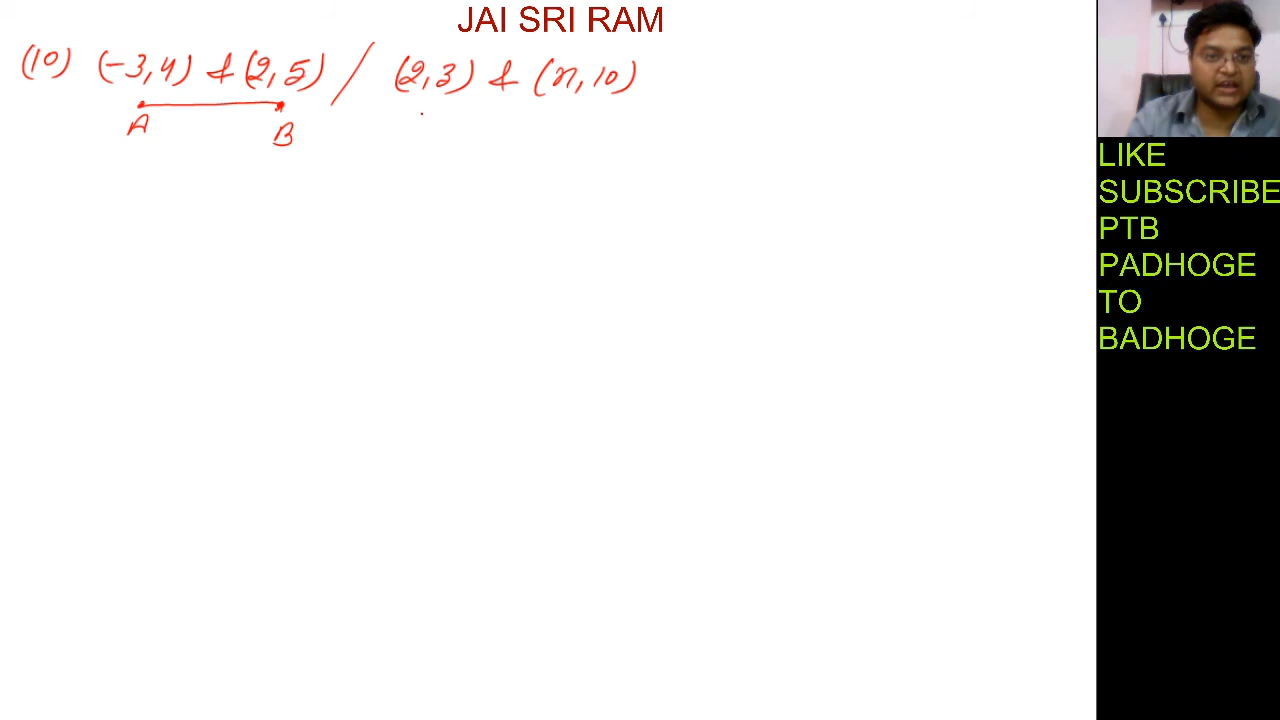 JAI SRI RAM
(10) (-3,4) & (2,5) / (2,3) & (x,10)
A B
LIKE
SUBSCRIBE
PTB
PADHOGE
TO
BADHOGE